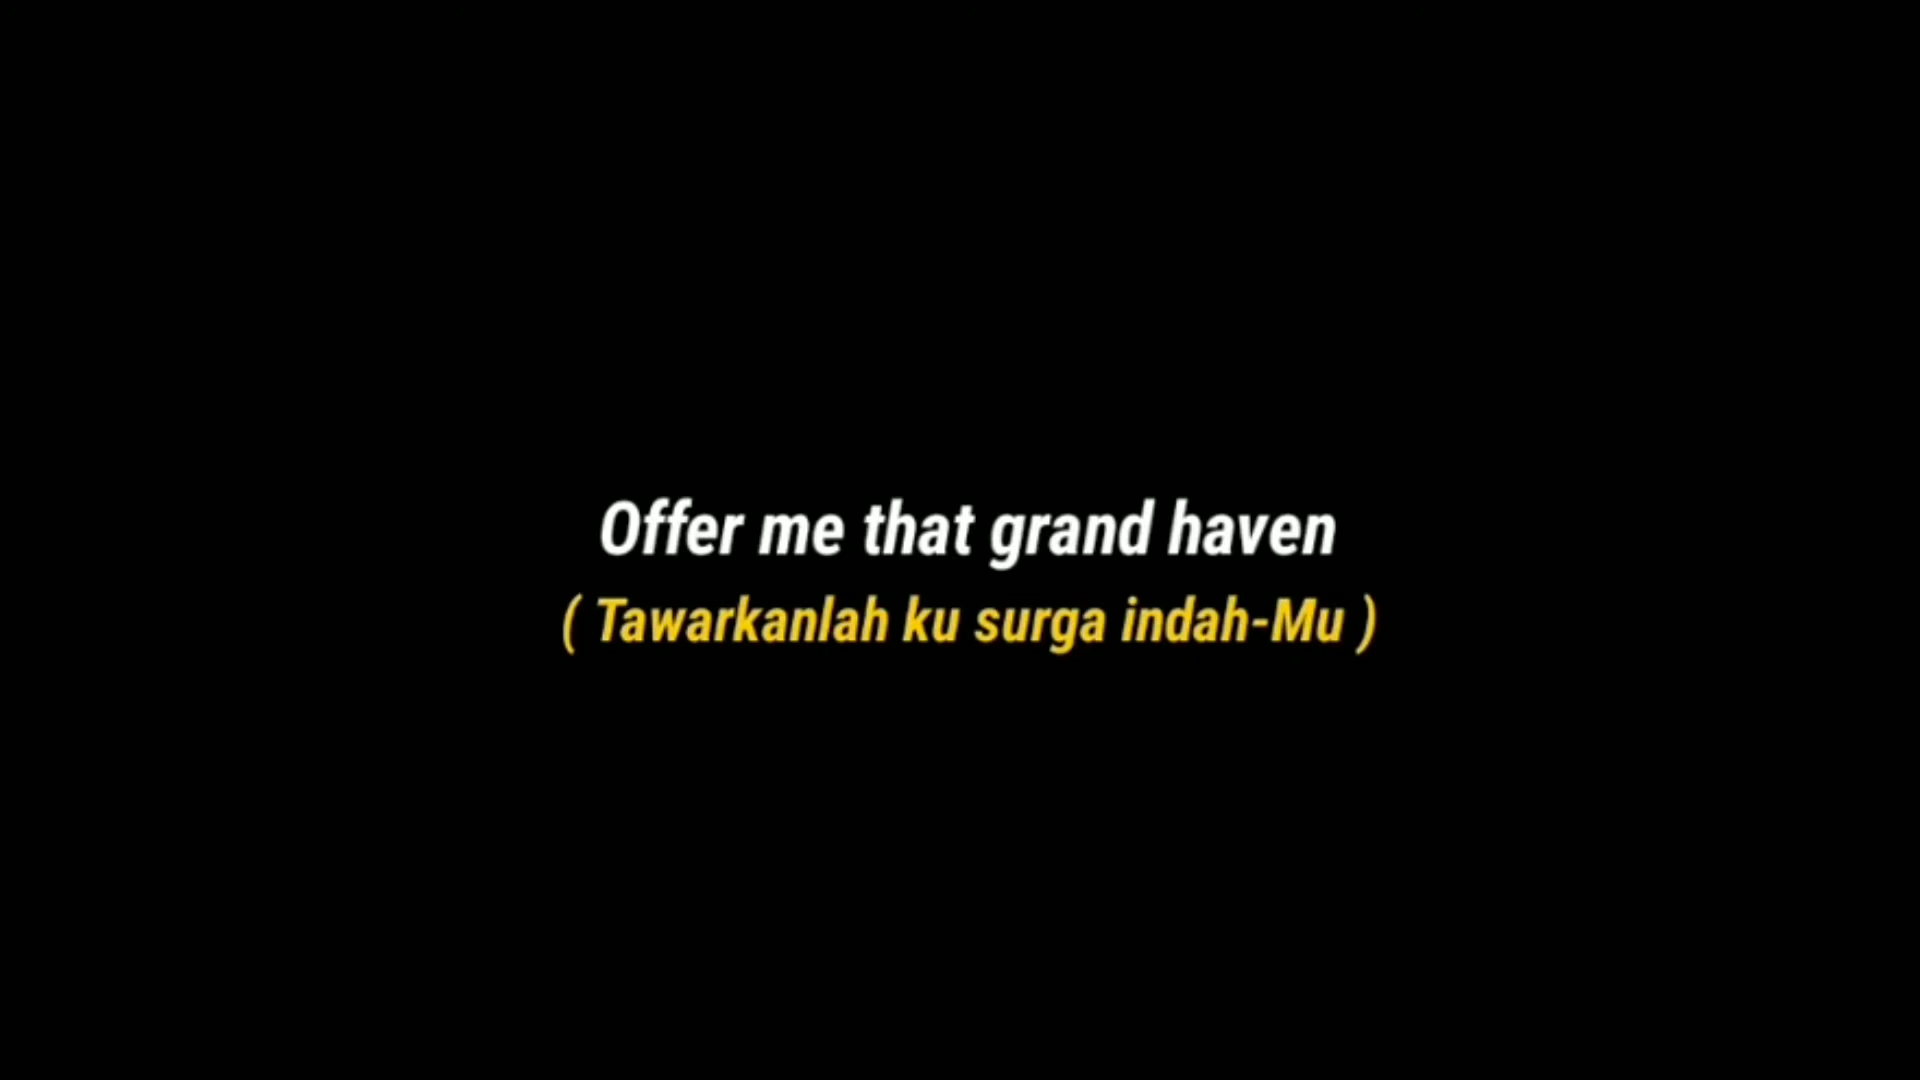 Offer me that grand haven
( Tawarkanlah ku surga indah-Mu )